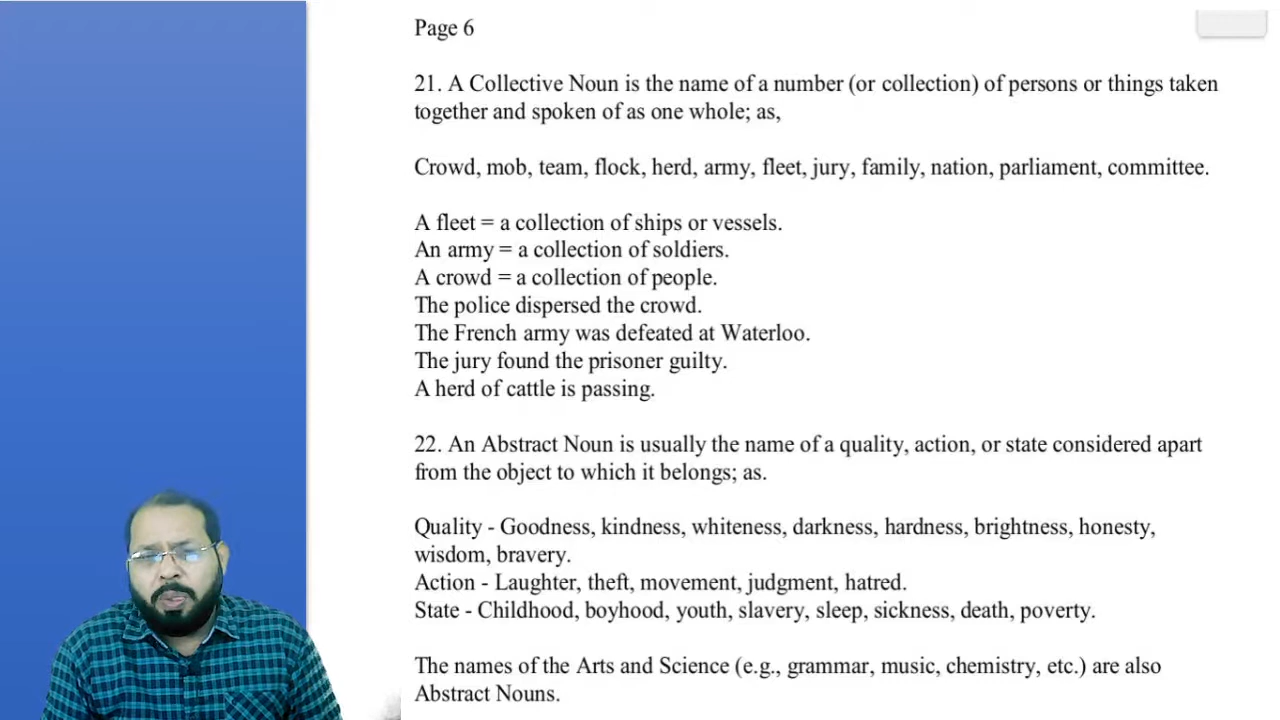 Page 6
21. A Collective Noun is the name of a number (or collection) of persons or things taken
together and spoken of as one whole; as,
Crowd, mob, team, flock, herd, army, fleet, jury, family, nation, parliament, committee.
A fleet = a collection of ships or vessels.
An army = a collection of soldiers.
A crowd = a collection of people.
The police dispersed the crowd.
The French army was defeated at Waterloo.
The jury found the prisoner guilty.
A herd of cattle is passing.
22. An Abstract Noun is usually the name of a quality, action, or state considered apart
from the object to which it belongs; as.
Quality - Goodness, kindness, whiteness, darkness, hardness, brightness, honesty,
wisdom, bravery.
Action - Laughter, theft, movement, judgment, hatred.
State - Childhood, boyhood, youth, slavery, sleep, sickness, death, poverty.
The names of the Arts and Science (e.g., grammar, music, chemistry, etc.) are also
Abstract Nouns.